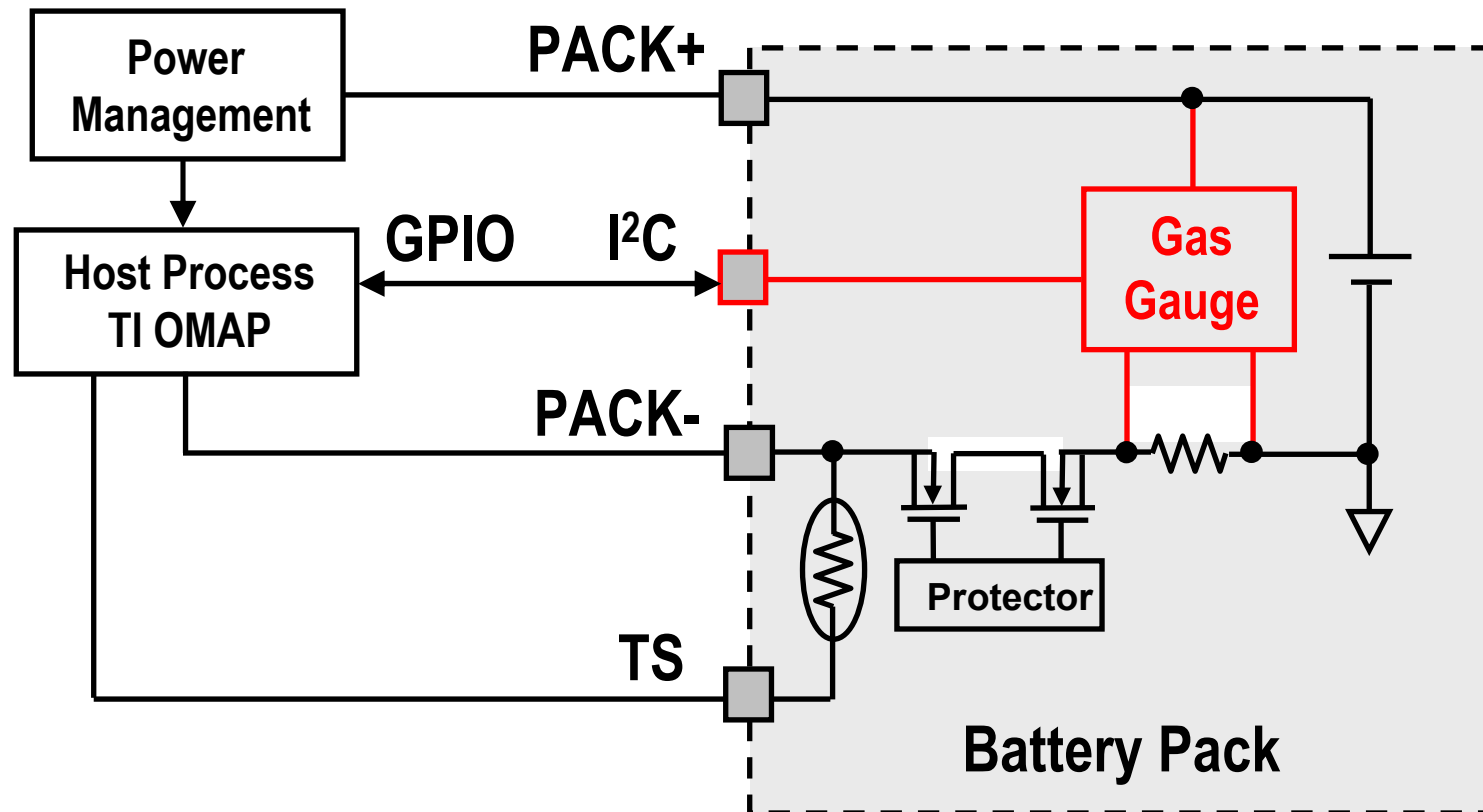 Power
Management
PACK+
Host Process
TI OMAP
GPIO
I²C
Gas
Gauge
PACK-
Protector
TS
Battery Pack